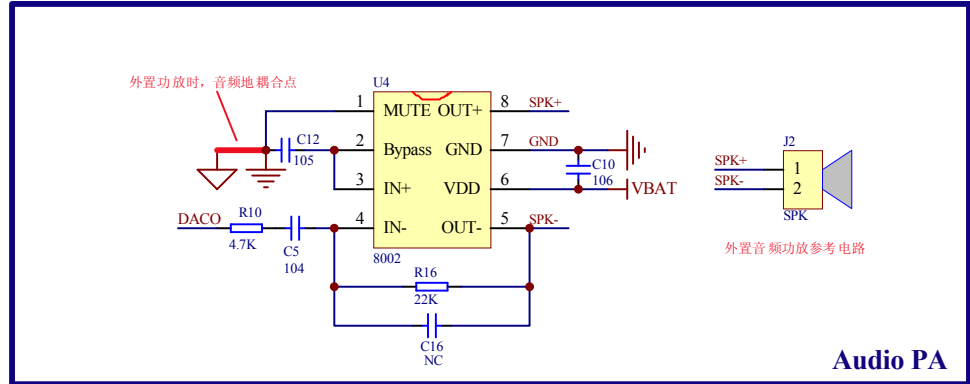 外置功放时，音频地耦合点
U4
1 MUTE OUT+ 8 SPK+
C12
105
2 Bypass GND 7 GND
C10
106
3 IN+ VDD 6 VBAT
DACO R10 4 IN- OUT- 5 SPK-
4.7K C5
104
8002
R16
22K
C16
NC
J2
SPK+ 1
SPK- 2
SPK
外置音频功放参考电路
Audio PA